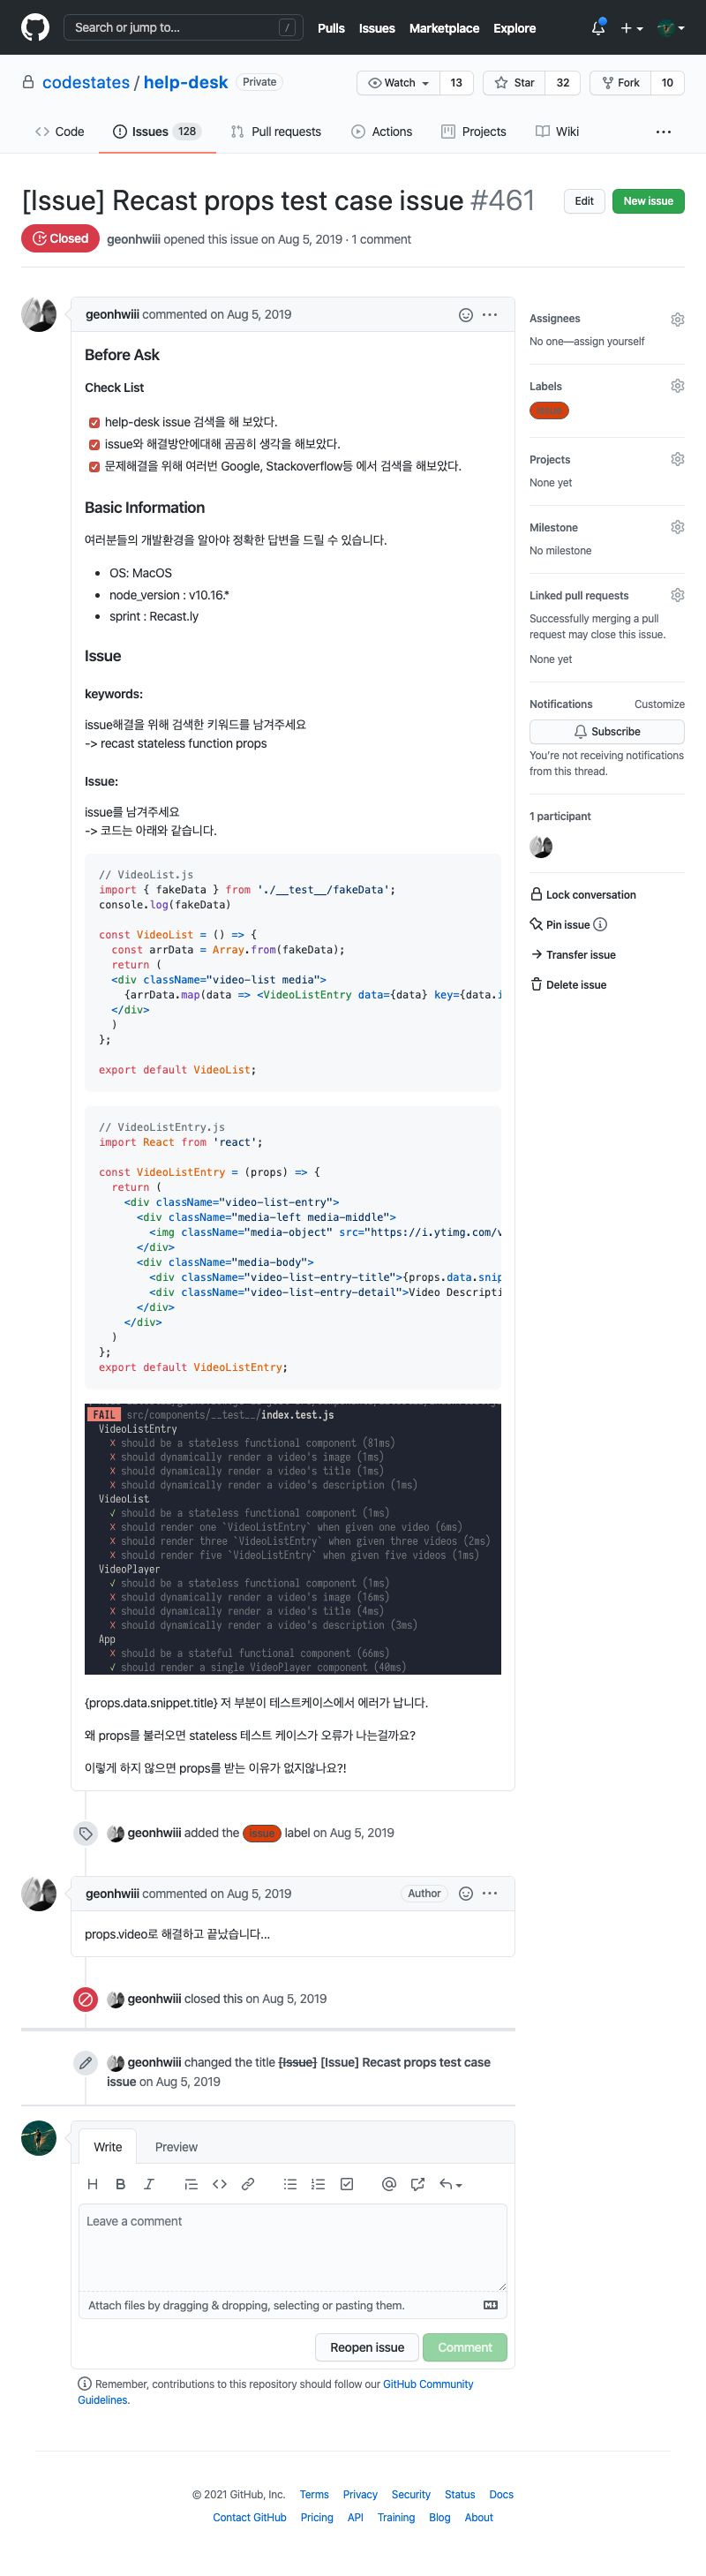 Search or jump to... /
Pulls Issues Marketplace Explore
codestates / help-desk Private
Watch 13 Star 32 Fork 10
Code Issues 128 Pull requests Actions Projects Wiki ...
[Issue] Recast props test case issue #461
Edit New issue
Closed geonhwiii opened this issue on Aug 5, 2019 · 1 comment
geonhwiii commented on Aug 5, 2019
Before Ask
Check List
help-desk issue 검색을 해 보았다.
issue와 해결방안에대해 곰곰히 생각을 해보았다.
문제해결을 위해 여러번 Google, Stackoverflow등 에서 검색을 해보았다.
Basic Information
여러분들의 개발환경을 알아야 정확한 답변을 드릴 수 있습니다.
• OS: MacOS
• node_version : v10.16.*
• sprint : Recast.ly
Issue
keywords:
issue해결을 위해 검색한 키워드를 남겨주세요
-> recast stateless function props
Issue:
issue를 남겨주세요
-> 코드는 아래와 같습니다.
// VideoList.js
import { fakeData } from './__test__/fakeData';
console.log(fakeData)
const VideoList = () => {
const arrData = Array.from(fakeData);
return (
<div className="video-list media">
{arrData.map(data => <VideoListEntry data={data} key={data.i
</div>
)
};
export default VideoList;
// VideoListEntry.js
import React from 'react';
const VideoListEntry = (props) => {
return (
<div className="video-list-entry">
<div className="media-left media-middle">
<img className="media-object" src="https://i.ytimg.com/v
</div>
<div className="media-body">
<div className="video-list-entry-title">{props.data.snip
<div className="video-list-entry-detail">Video Descripti
</div>
</div>
)
};
export default VideoListEntry;
FAIL src/components/__test__/index.test.js
VideoListEntry
✗ should be a stateless functional component (81ms)
✗ should dynamically render a video's image (1ms)
✗ should dynamically render a video's title (1ms)
✗ should dynamically render a video's description (1ms)
VideoList
✓ should be a stateless functional component (1ms)
✗ should render one `VideoListEntry` when given one video (6ms)
✗ should render three `VideoListEntry` when given three videos (2ms)
✗ should render five `VideoListEntry` when given five videos (1ms)
VideoPlayer
✓ should be a stateless functional component (1ms)
✗ should dynamically render a video's image (16ms)
✗ should dynamically render a video's title (4ms)
✗ should dynamically render a video's description (3ms)
App
✗ should be a stateful functional component (66ms)
✓ should render a single VideoPlayer component (40ms)
{props.data.snippet.title} 저 부분이 테스트케이스에서 에러가 납니다.
왜 props를 불러오면 stateless 테스트 케이스가 오류가 나는걸까요?
이렇게 하지 않으면 props를 받는 이유가 없지않나요?!
geonhwiii added the issue label on Aug 5, 2019
geonhwiii commented on Aug 5, 2019 Author
props.video로 해결하고 끝났습니다...
geonhwiii closed this on Aug 5, 2019
geonhwiii changed the title [Issue] [Issue] Recast props test case
issue on Aug 5, 2019
Write Preview
Leave a comment
Attach files by dragging & dropping, selecting or pasting them.
Reopen issue Comment
Remember, contributions to this repository should follow our GitHub Community
Guidelines.
Assignees
No one—assign yourself
Labels
issue
Projects
None yet
Milestone
No milestone
Linked pull requests
Successfully merging a pull
request may close this issue.
None yet
Notifications Customize
Subscribe
You're not receiving notifications
from this thread.
1 participant
Lock conversation
Pin issue
Transfer issue
Delete issue
© 2021 GitHub, Inc. Terms Privacy Security Status Docs
Contact GitHub Pricing API Training Blog About